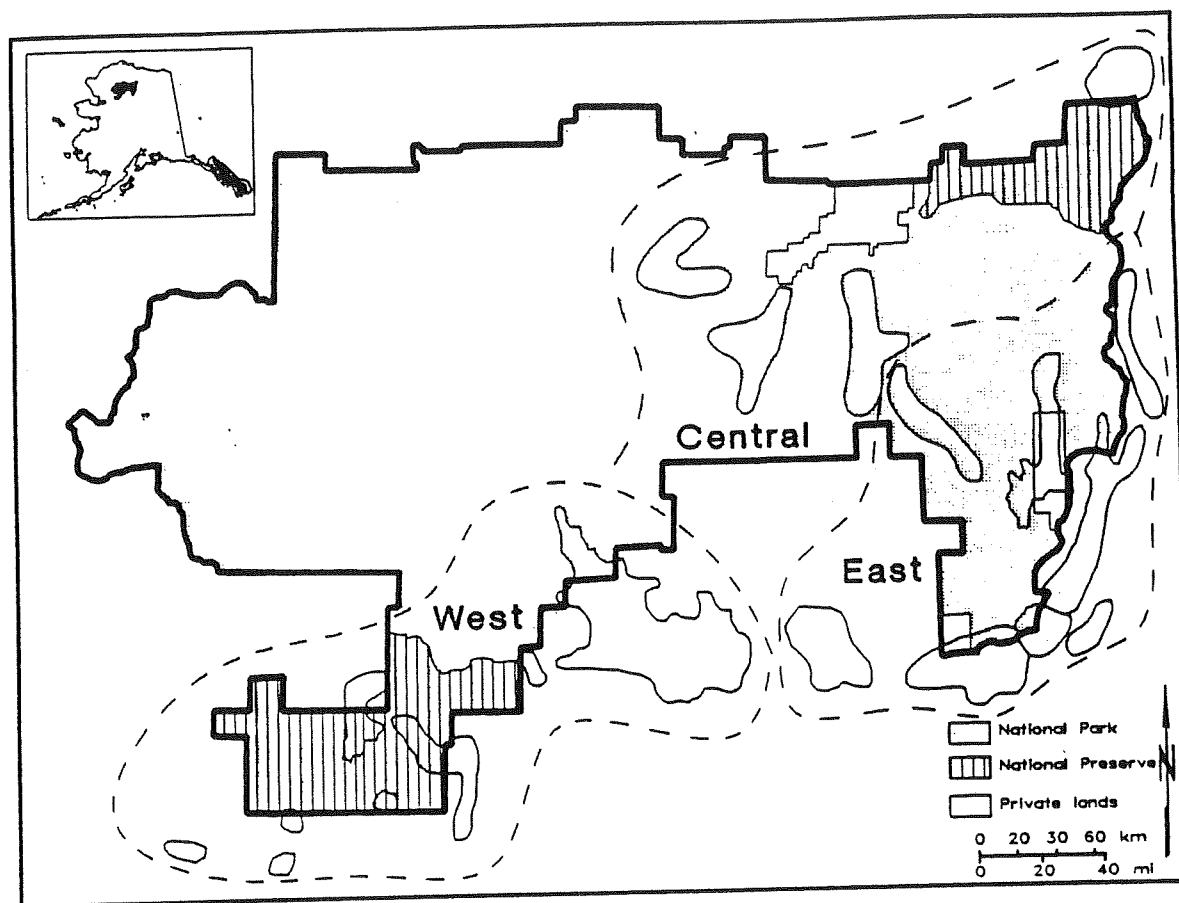 Central
East
West
National Park
National Preserve
N
Private lands
0 20 30 60 km
0 20 40 mi